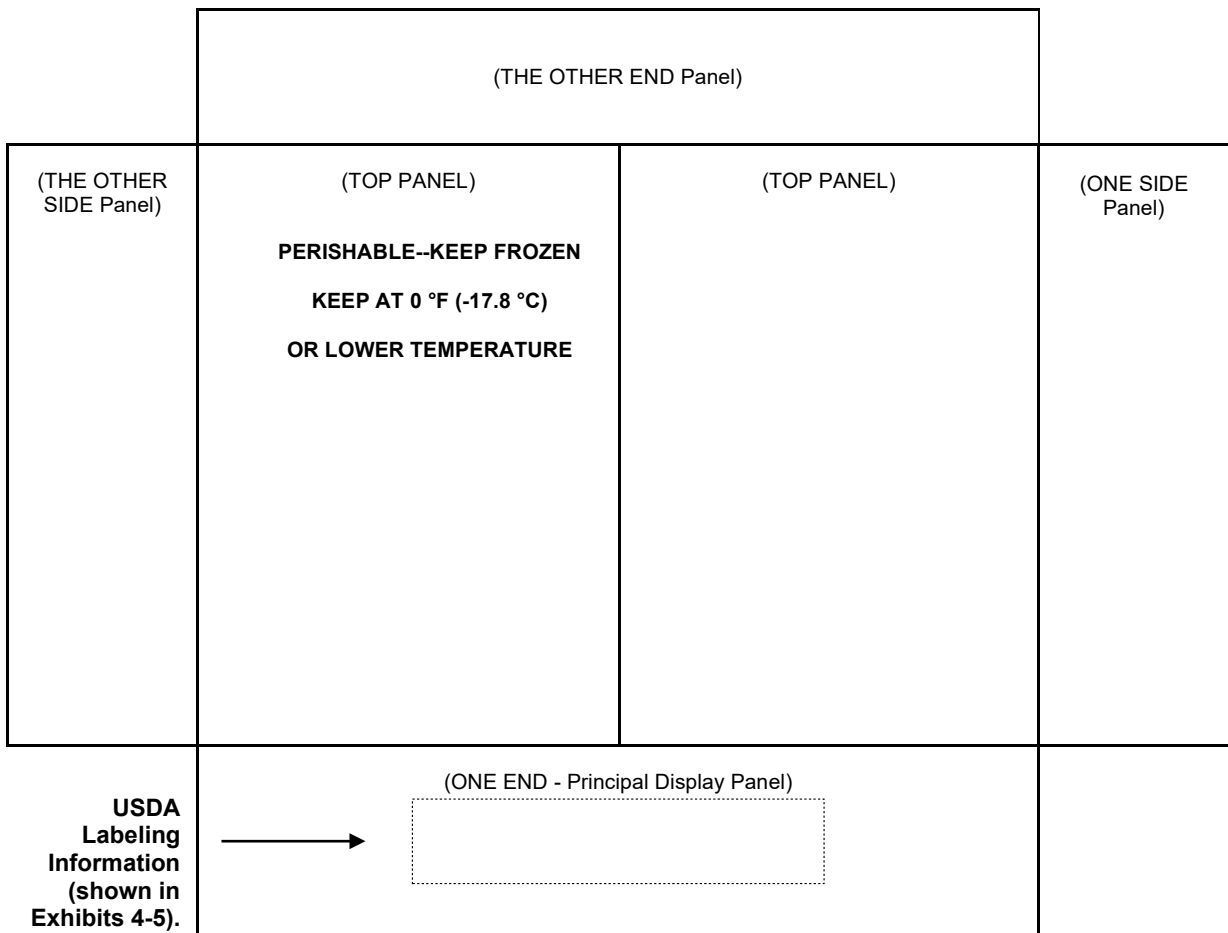 (THE OTHER END Panel)
(THE OTHER
SIDE Panel)
(TOP PANEL)
PERISHABLE--KEEP FROZEN
KEEP AT 0 °F (-17.8 °C)
OR LOWER TEMPERATURE
(TOP PANEL)
(ONE SIDE
Panel)
(ONE END - Principal Display Panel)
USDA
Labeling
Information
(shown in
Exhibits 4-5).